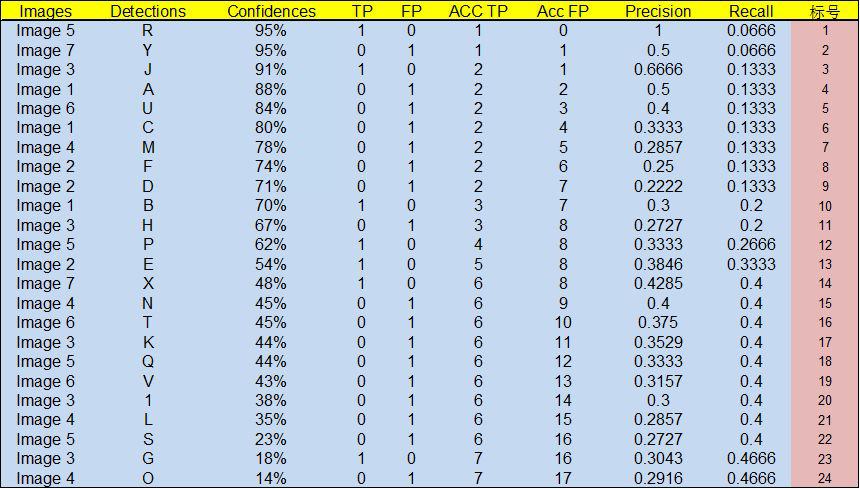 Images Detections Confidences TP FP ACC TP Acc FP Precision Recall 标号
Image 5 R 95% 1 0 1 0 1 0.0666 1
Image 7 Y 95% 0 1 1 1 0.5 0.0666 2
Image 3 J 91% 1 0 2 1 0.6666 0.1333 3
Image 1 A 88% 0 1 2 2 0.5 0.1333 4
Image 6 U 84% 0 1 2 3 0.4 0.1333 5
Image 1 C 80% 0 1 2 4 0.3333 0.1333 6
Image 4 M 78% 0 1 2 5 0.2857 0.1333 7
Image 2 F 74% 0 1 2 6 0.25 0.1333 8
Image 2 D 71% 0 1 2 7 0.2222 0.1333 9
Image 1 B 70% 1 0 3 7 0.3 0.2 10
Image 3 H 67% 0 1 3 8 0.2727 0.2 11
Image 5 P 62% 1 0 4 8 0.3333 0.2666 12
Image 2 E 54% 1 0 5 8 0.3846 0.3333 13
Image 7 X 48% 1 0 6 8 0.4285 0.4 14
Image 4 N 45% 0 1 6 9 0.4 0.4 15
Image 6 T 45% 0 1 6 10 0.375 0.4 16
Image 3 K 44% 0 1 6 11 0.3529 0.4 17
Image 5 Q 44% 0 1 6 12 0.3333 0.4 18
Image 6 V 43% 0 1 6 13 0.3157 0.4 19
Image 3 1 38% 0 1 6 14 0.3 0.4 20
Image 4 L 35% 0 1 6 15 0.2857 0.4 21
Image 5 S 23% 0 1 6 16 0.2727 0.4 22
Image 3 G 18% 1 0 7 16 0.3043 0.4666 23
Image 4 O 14% 0 1 7 17 0.2916 0.4666 24